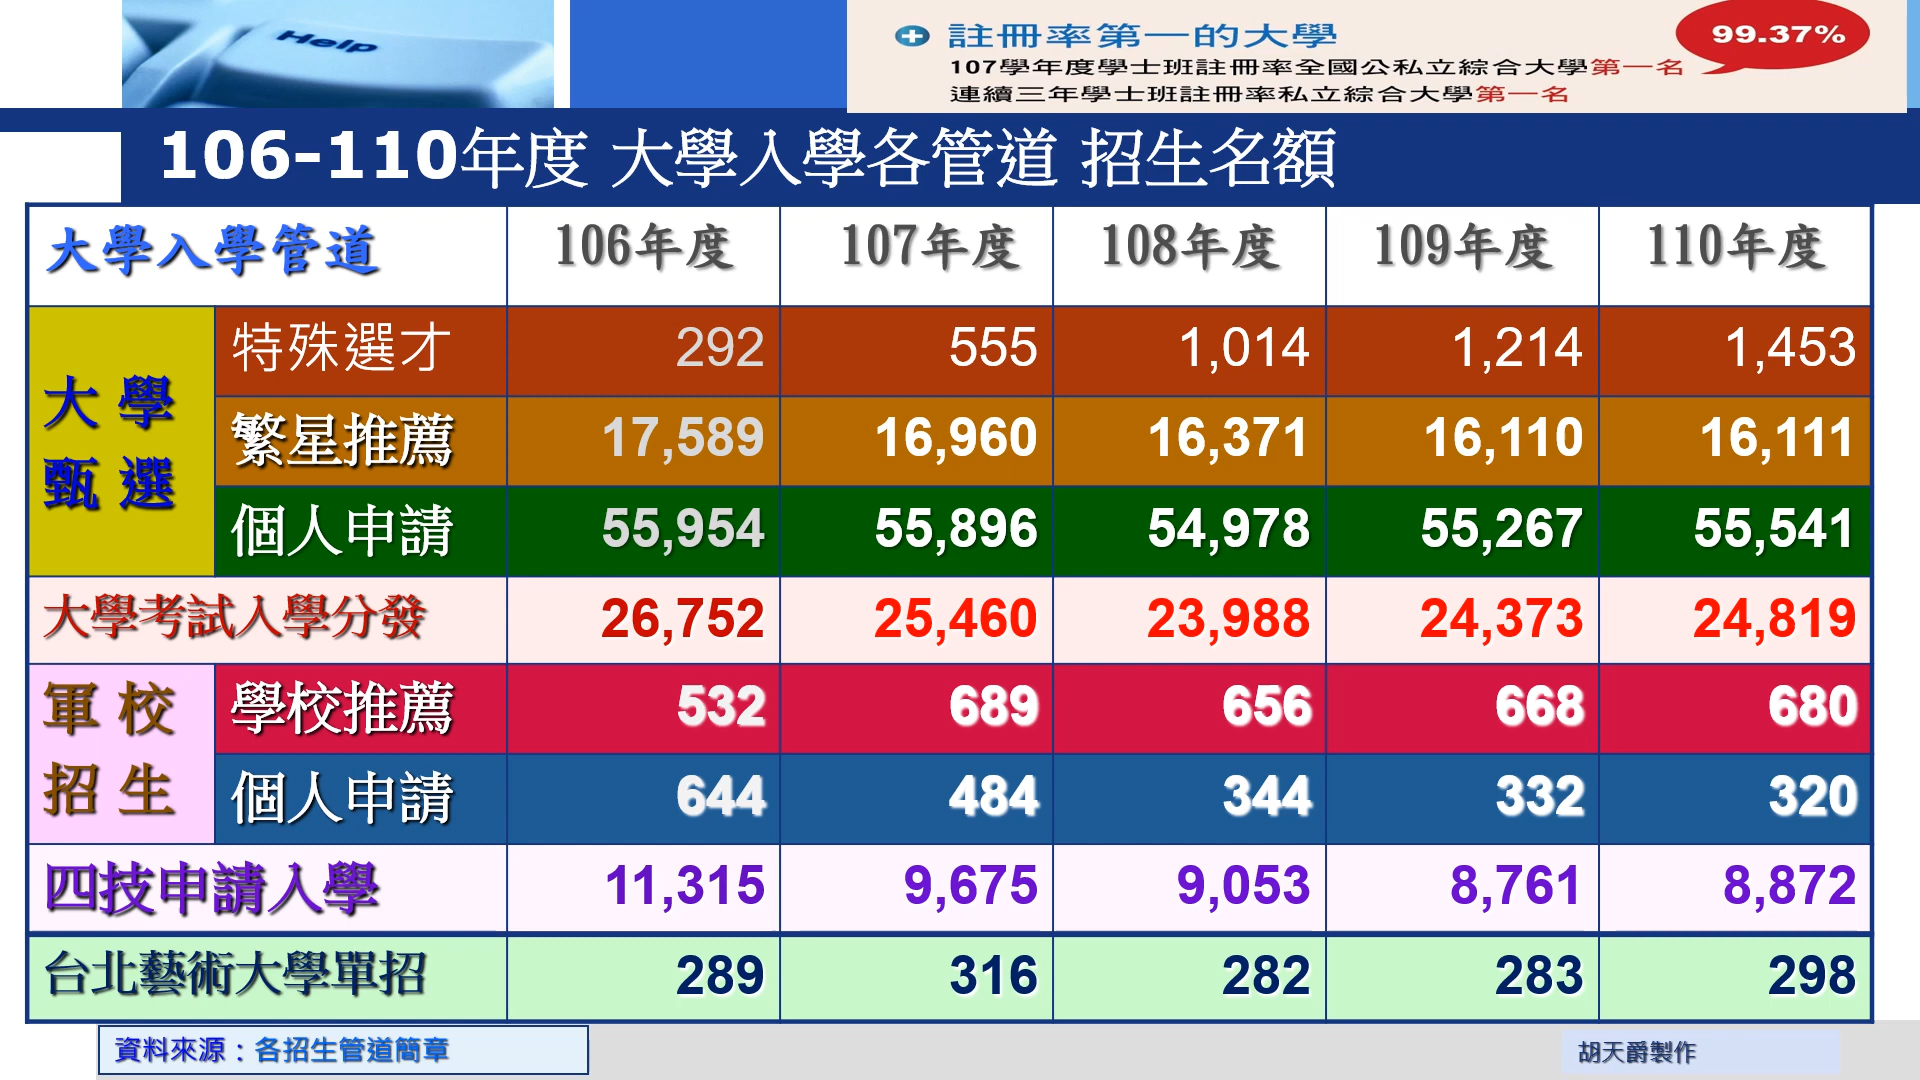 Help
註冊率第一的大學
99.37%
107學年度學士班註冊率全國公私立綜合大學第一名
連續三年學士班註冊率私立綜合大學第一名
106-110年度 大學入學各管道 招生名額
大學入學管道 106年度 107年度 108年度 109年度 110年度
大學甄選
特殊選才 292 555 1,014 1,214 1,453
繁星推薦 17,589 16,960 16,371 16,110 16,111
個人申請 55,954 55,896 54,978 55,267 55,541
大學考試入學分發 26,752 25,460 23,988 24,373 24,819
軍校招生
學校推薦 532 689 656 668 680
個人申請 644 484 344 332 320
四技申請入學 11,315 9,675 9,053 8,761 8,872
台北藝術大學單招 289 316 282 283 298
資料來源：各招生管道簡章
胡天爵製作